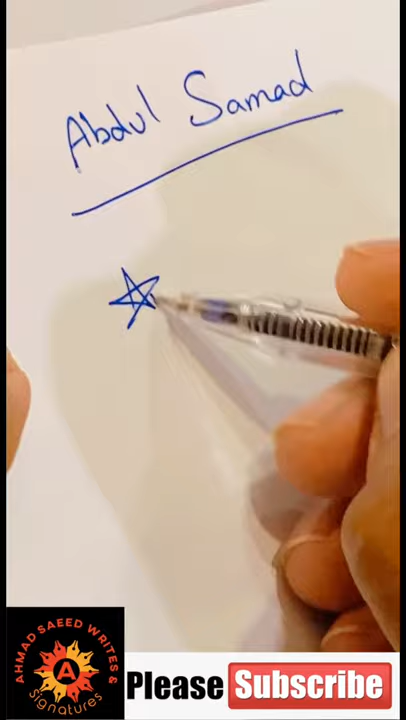 Abdul Samad
AHMAD SAEED WRITES &
A
Signatures
Please Subscribe